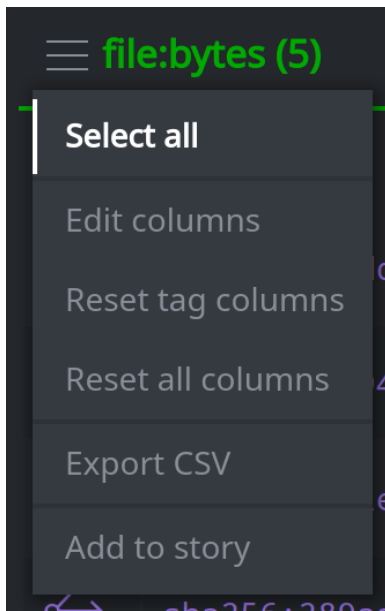 file:bytes (5)
Select all
Edit columns
Reset tag columns
Reset all columns
Export CSV
Add to story